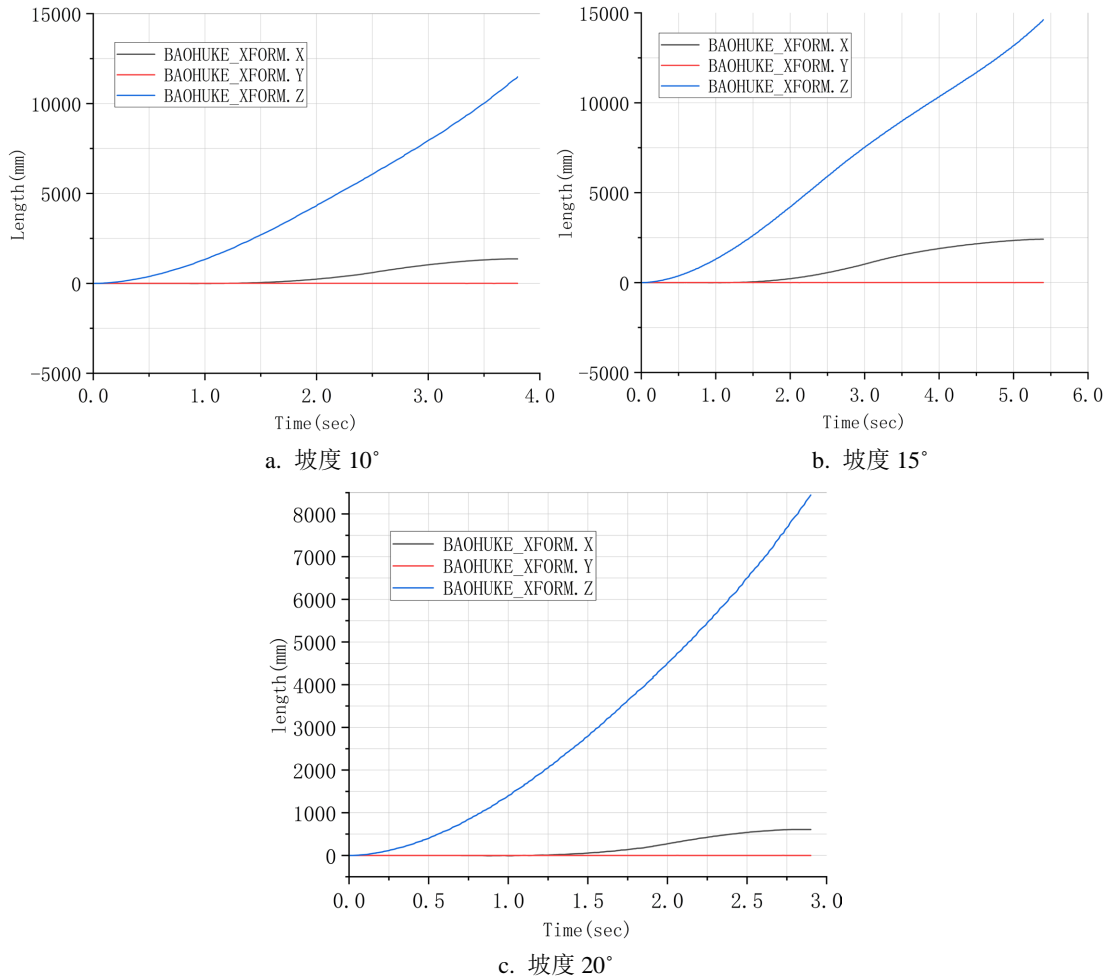 15000
10000
5000
0
−5000
Length(mm)
BAOHUKE_XFORM.X
BAOHUKE_XFORM.Y
BAOHUKE_XFORM.Z
0.0 1.0 2.0 3.0 4.0
Time(sec)
a. 坡度 10°
15000
10000
5000
0
−5000
length(mm)
BAOHUKE_XFORM.X
BAOHUKE_XFORM.Y
BAOHUKE_XFORM.Z
0.0 1.0 2.0 3.0 4.0 5.0 6.0
Time(sec)
b. 坡度 15°
8000
7000
6000
5000
4000
3000
2000
1000
0
length(mm)
BAOHUKE_XFORM.X
BAOHUKE_XFORM.Y
BAOHUKE_XFORM.Z
0.0 0.5 1.0 1.5 2.0 2.5 3.0
Time(sec)
c. 坡度 20°